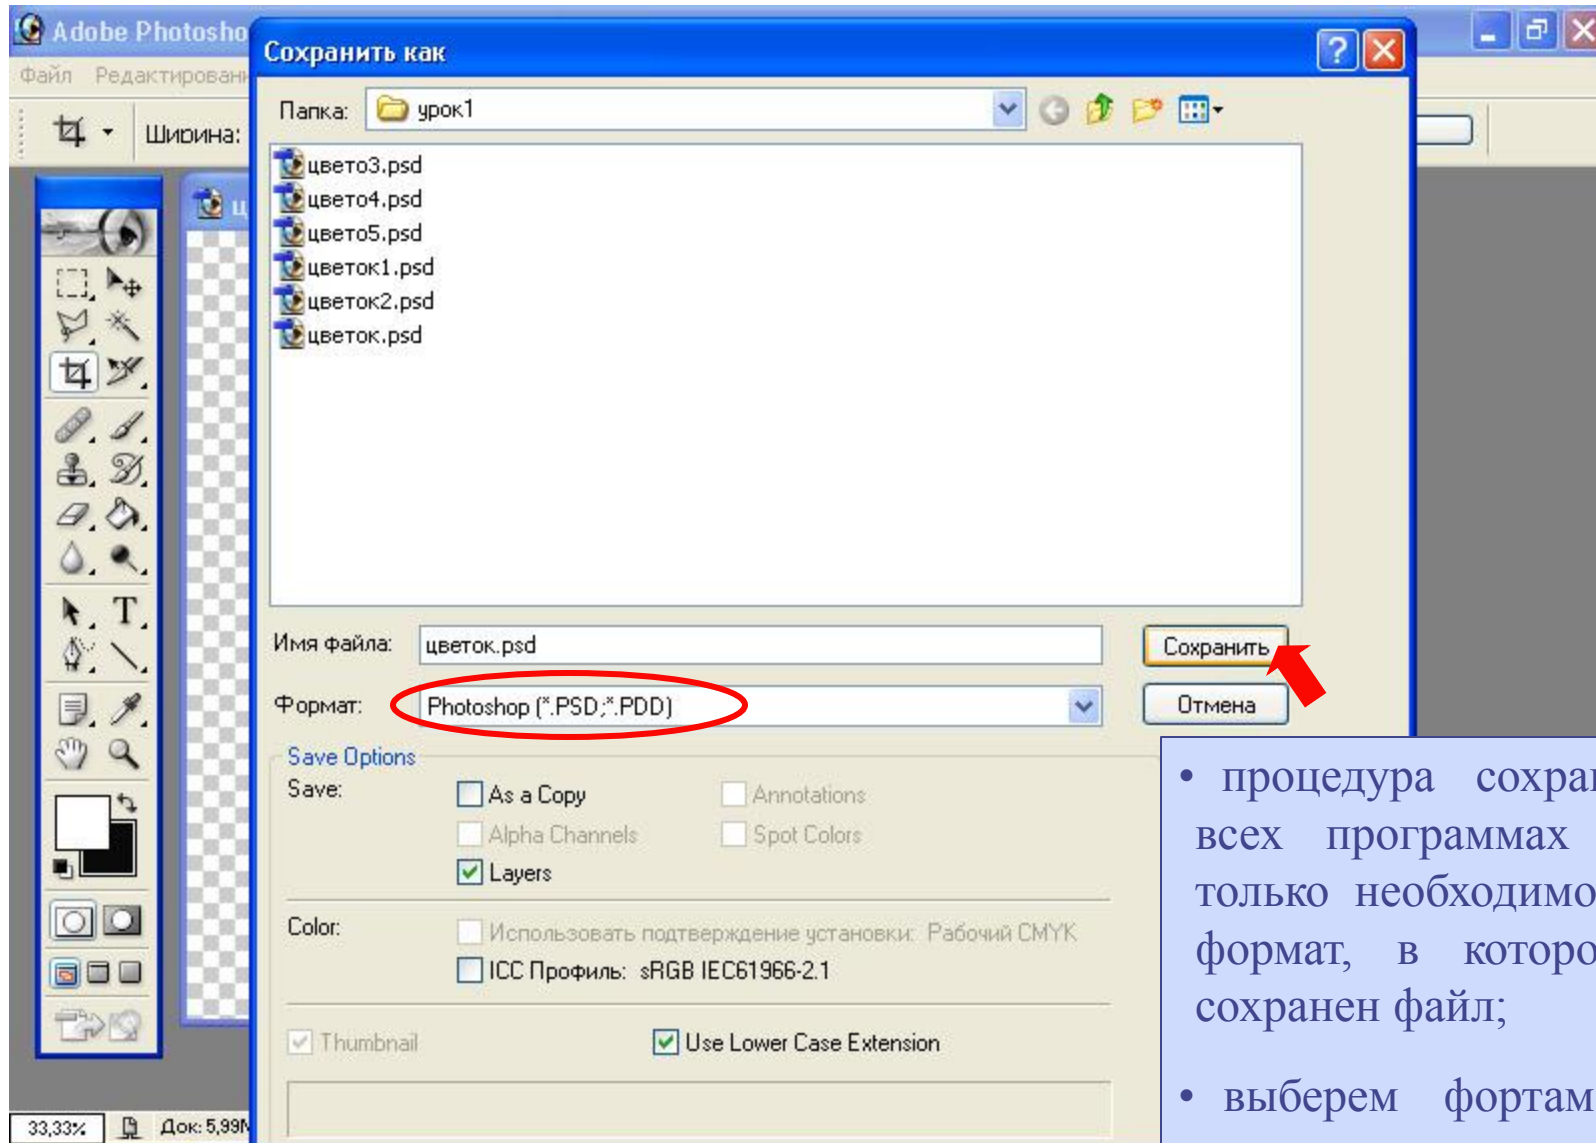 Adobe Photosho
Сохранить как
Файл Редактировани
Папка: урок1
Ширина:
цвето3.psd
цвето4.psd
цвето5.psd
цветок1.psd
цветок2.psd
цветок.psd
Имя файла: цветок.psd
Сохранить
Формат: Photoshop (*.PSD;*.PDD)
Отмена
Save Options
Save:
As a Copy
Annotations
Alpha Channels
Spot Colors
Layers
Color:
Использовать подтверждение установки: Рабочий CMYK
ICC Профиль: sRGB IEC61966-2.1
Thumbnail
Use Lower Case Extension
33,33%
Док: 5,99
• процедура сохран
всех программах
только необходимо
формат, в которо
сохранен файл;
• выберем фортам